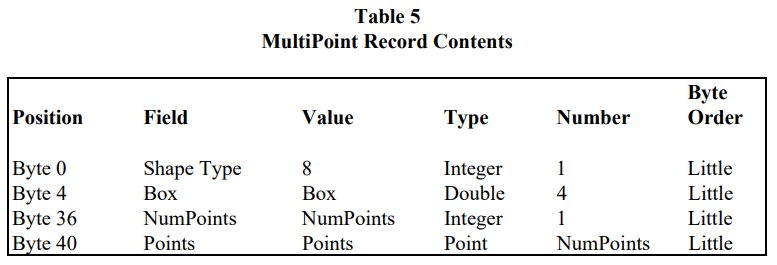 Table 5
MultiPoint Record Contents
Byte
Position Field Value Type Number Order
Byte 0 Shape Type 8 Integer 1 Little
Byte 4 Box Box Double 4 Little
Byte 36 NumPoints NumPoints Integer 1 Little
Byte 40 Points Points Point NumPoints Little